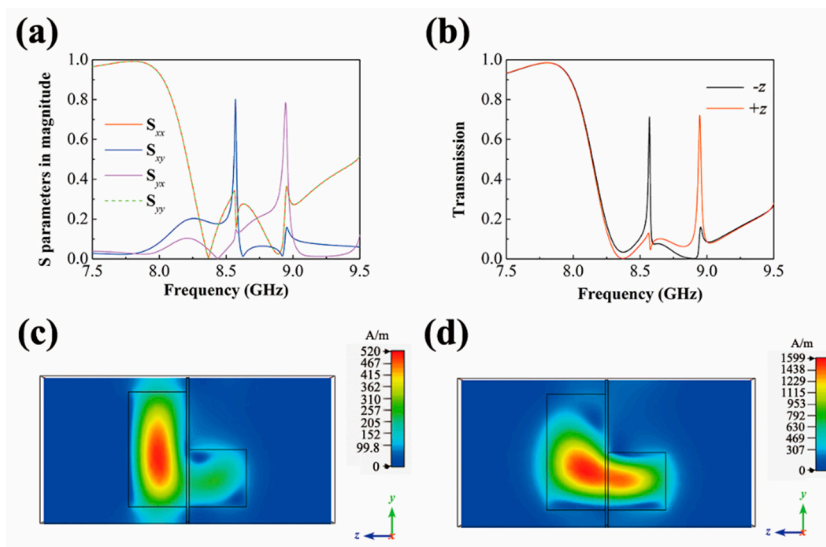 (a)
(b)
S parameters in magnitude
1.0
0.8
0.6
0.4
0.2
0.0
Sxx
Sxy
Syx
Syy
7.5 8.0 8.5 9.0 9.5
Frequency (GHz)
Transmission
1.0
0.8
0.6
0.4
0.2
0.0
-z
+z
7.5 8.0 8.5 9.0 9.5
Frequency (GHz)
(c)
(d)
A/m
520
467
415
362
310
257
205
152
99.8
0
y
z x
A/m
1599
1438
1229
1115
953
792
630
469
307
0
y
z x